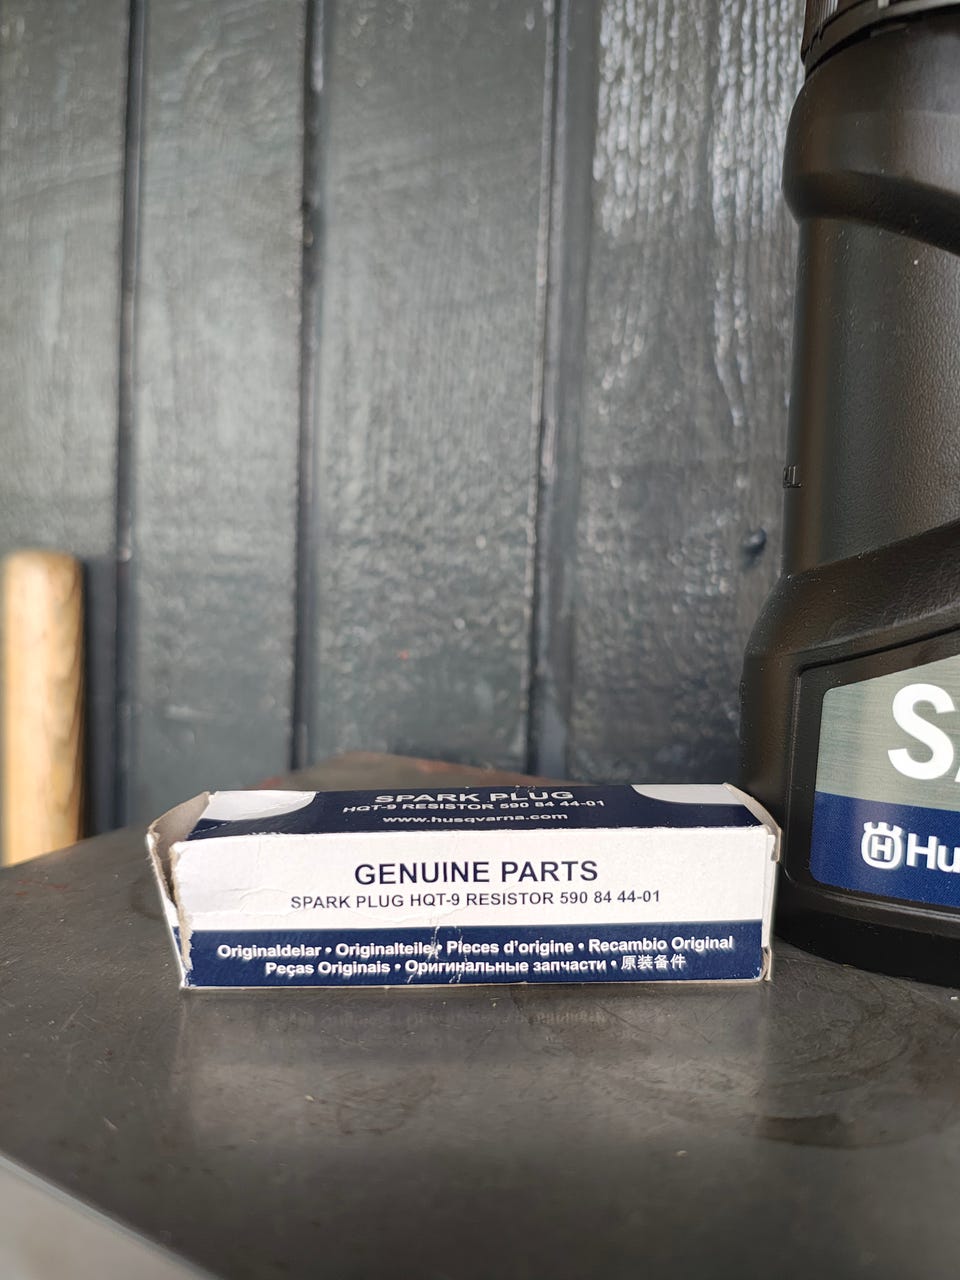 SPARK PLUG
HQT-9 RESISTOR 590 84 44-01
www.husqvarna.com
GENUINE PARTS
SPARK PLUG HQT-9 RESISTOR 590 84 44-01
Originaldelar • Originalteile • Pieces d'origine • Recambio Original
Peças Originais • Оригинальные запчасти • 原装备件
H Hu